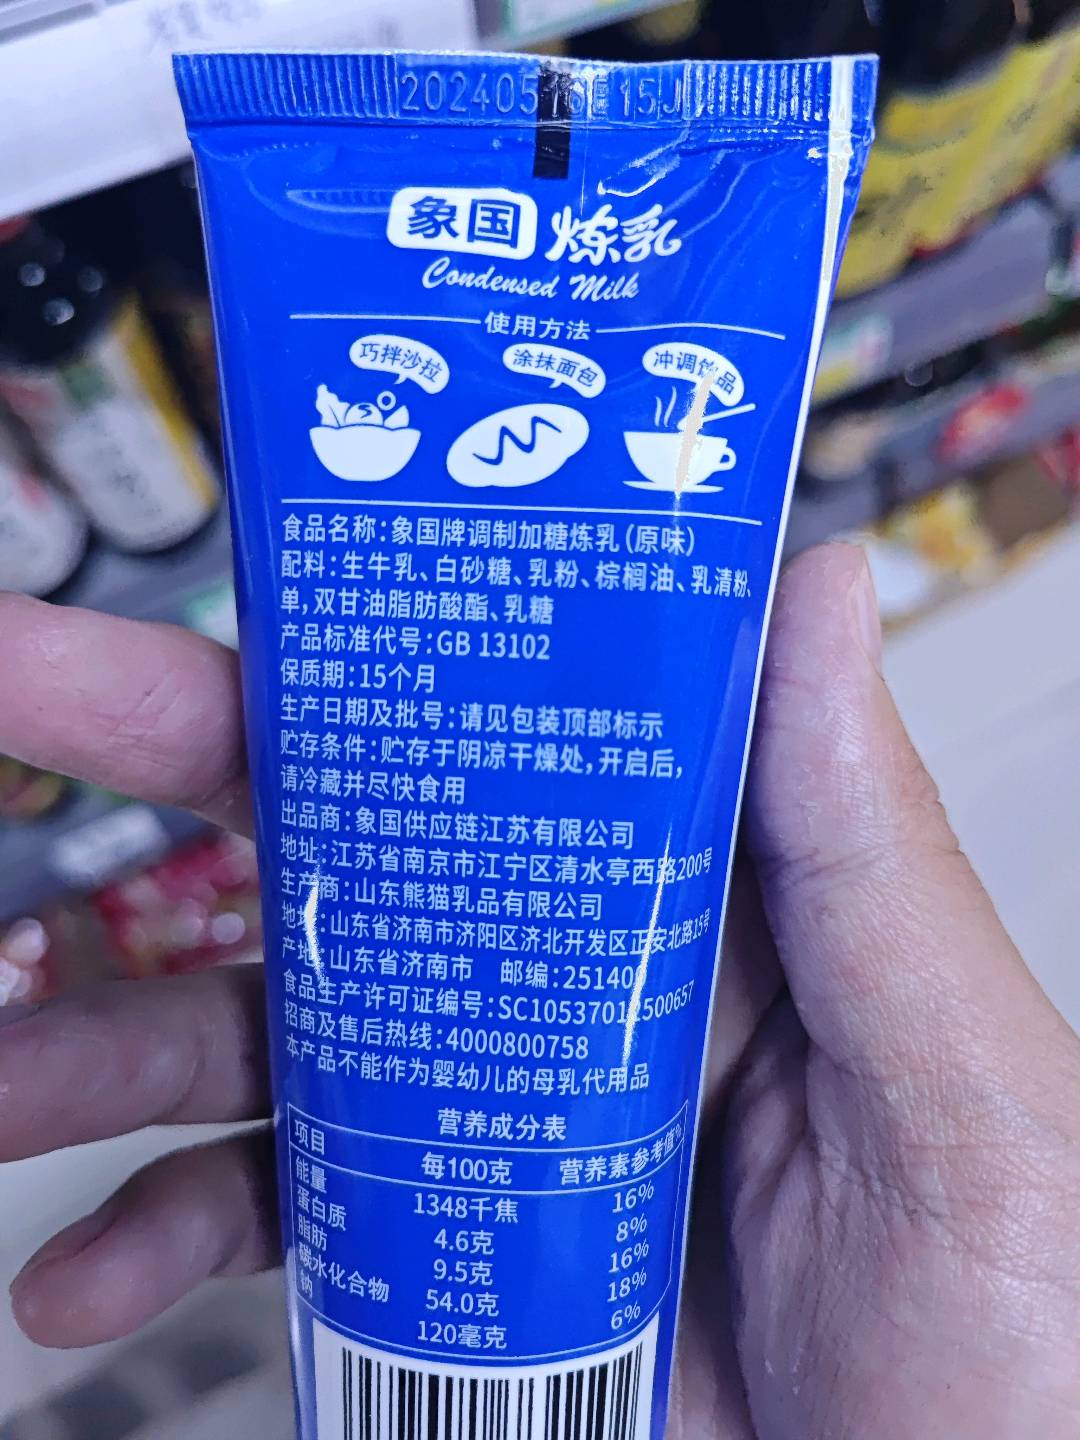 象国 炼乳
Condensed Milk
使用方法
巧拌沙拉 涂抹面包 冲调饮品
食品名称:象国牌调制加糖炼乳(原味)
配料:生牛乳、白砂糖、乳粉、棕榈油、乳清粉、
单,双甘油脂肪酸酯、乳糖
产品标准代号:GB 13102
保质期:15个月
生产日期及批号:请见包装顶部标示
贮存条件:贮存于阴凉干燥处,开启后,
请冷藏并尽快食用
出品商:象国供应链江苏有限公司
地址:江苏省南京市江宁区清水亭西路200号
生产商:山东熊猫乳品有限公司
地址:山东省济南市济阳区济北开发区正安北路15号
产地:山东省济南市 邮编:251400
食品生产许可证编号:SC10537012500657
招商及售后热线:4000800758
本产品不能作为婴幼儿的母乳代用品
营养成分表
项目 每100克 营养素参考值%
能量 1348千焦 16%
蛋白质 4.6克 8%
脂肪 9.5克 16%
碳水化合物 54.0克 18%
钠 120毫克 6%